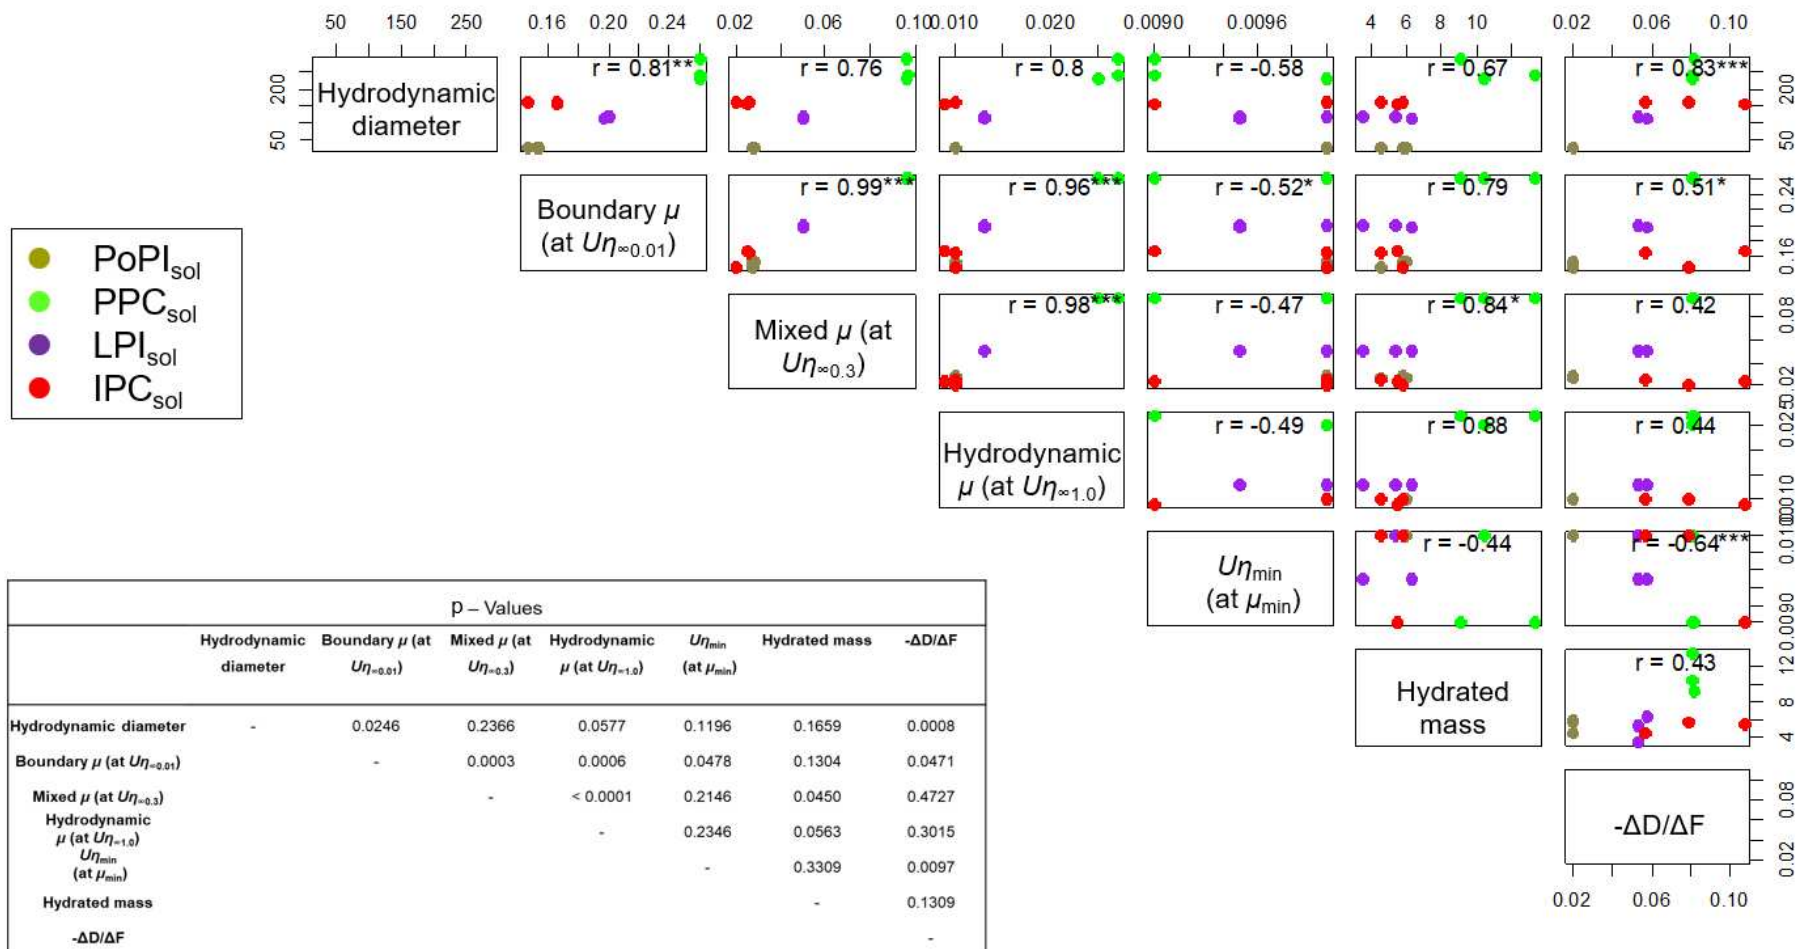 50 150 250
0.16 0.20 0.24
0.02 0.06 0.10
0.010 0.020
0.0090 0.0096
4 6 8 10
0.02 0.06 0.10
Hydrodynamic
diameter
50 200
r = 0.81**
r = 0.76
r = 0.8
r = -0.58
r = 0.67
r = 0.83***
50 200
Boundary μ
(at Uη∞0.01)
r = 0.99***
r = 0.96***
r = -0.52*
r = 0.79
r = 0.51*
0.16 0.24
PoPIsol
PPCsol
LPIsol
IPCsol
Mixed μ (at
Uη∞0.3)
r = 0.98***
r = -0.47
r = 0.84*
r = 0.42
0.02 0.08
Hydrodynamic
μ (at Uη∞1.0)
r = -0.49
r = 0.88
r = 0.44
0.010 0.025
Uηmin
(at μmin)
r = -0.44
r = -0.64***
0.0090
Hydrated
mass
r = 0.43
4 8 12
-ΔD/ΔF
0.02 0.08
0.02 0.06 0.10
p – Values
Hydrodynamic diameter Boundary μ (at Uη=0.01) Mixed μ (at Uη=0.3) Hydrodynamic μ (at Uη=1.0) Uηmin (at μmin) Hydrated mass -ΔD/ΔF
Hydrodynamic diameter - 0.0246 0.2366 0.0577 0.1196 0.1659 0.0008
Boundary μ (at Uη=0.01) - 0.0003 0.0006 0.0478 0.1304 0.0471
Mixed μ (at Uη=0.3) - < 0.0001 0.2146 0.0450 0.4727
Hydrodynamic
μ (at Uη=1.0) - 0.2346 0.0563 0.3015
Uηmin
(at μmin) - 0.3309 0.0097
Hydrated mass - 0.1309
-ΔD/ΔF -